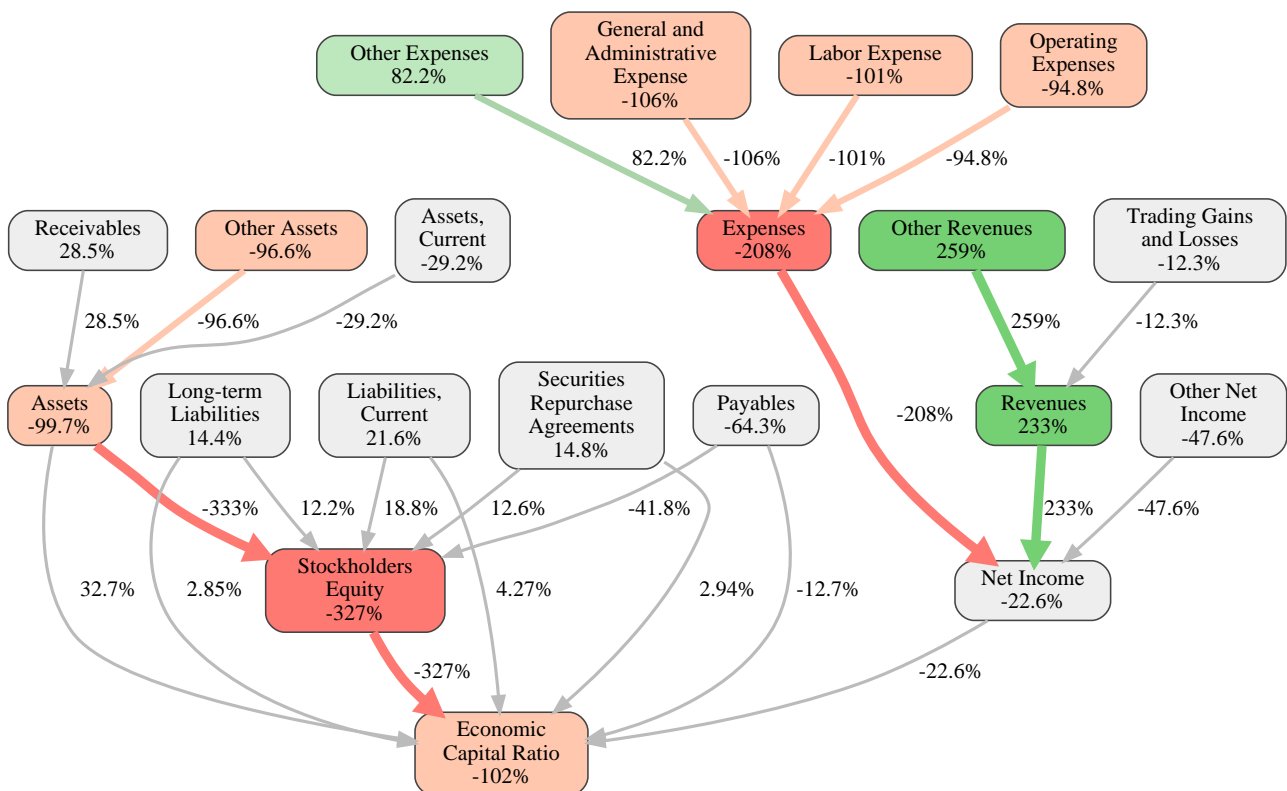 Other Expenses
82.2%
General and
Administrative
Expense
-106%
Labor Expense
-101%
Operating
Expenses
-94.8%
82.2%
-106%
-101%
-94.8%
Receivables
28.5%
Other Assets
-96.6%
Assets,
Current
-29.2%
Expenses
-208%
Other Revenues
259%
Trading Gains
and Losses
-12.3%
28.5%
-96.6%
-29.2%
259%
-12.3%
Assets
-99.7%
Long-term
Liabilities
14.4%
Liabilities,
Current
21.6%
Securities
Repurchase
Agreements
14.8%
Payables
-64.3%
-208%
Revenues
233%
Other Net
Income
-47.6%
-333%
12.2%
18.8%
12.6%
-41.8%
233%
-47.6%
32.7%
2.85%
Stockholders
Equity
-327%
4.27%
2.94%
-12.7%
Net Income
-22.6%
-327%
-22.6%
Economic
Capital Ratio
-102%